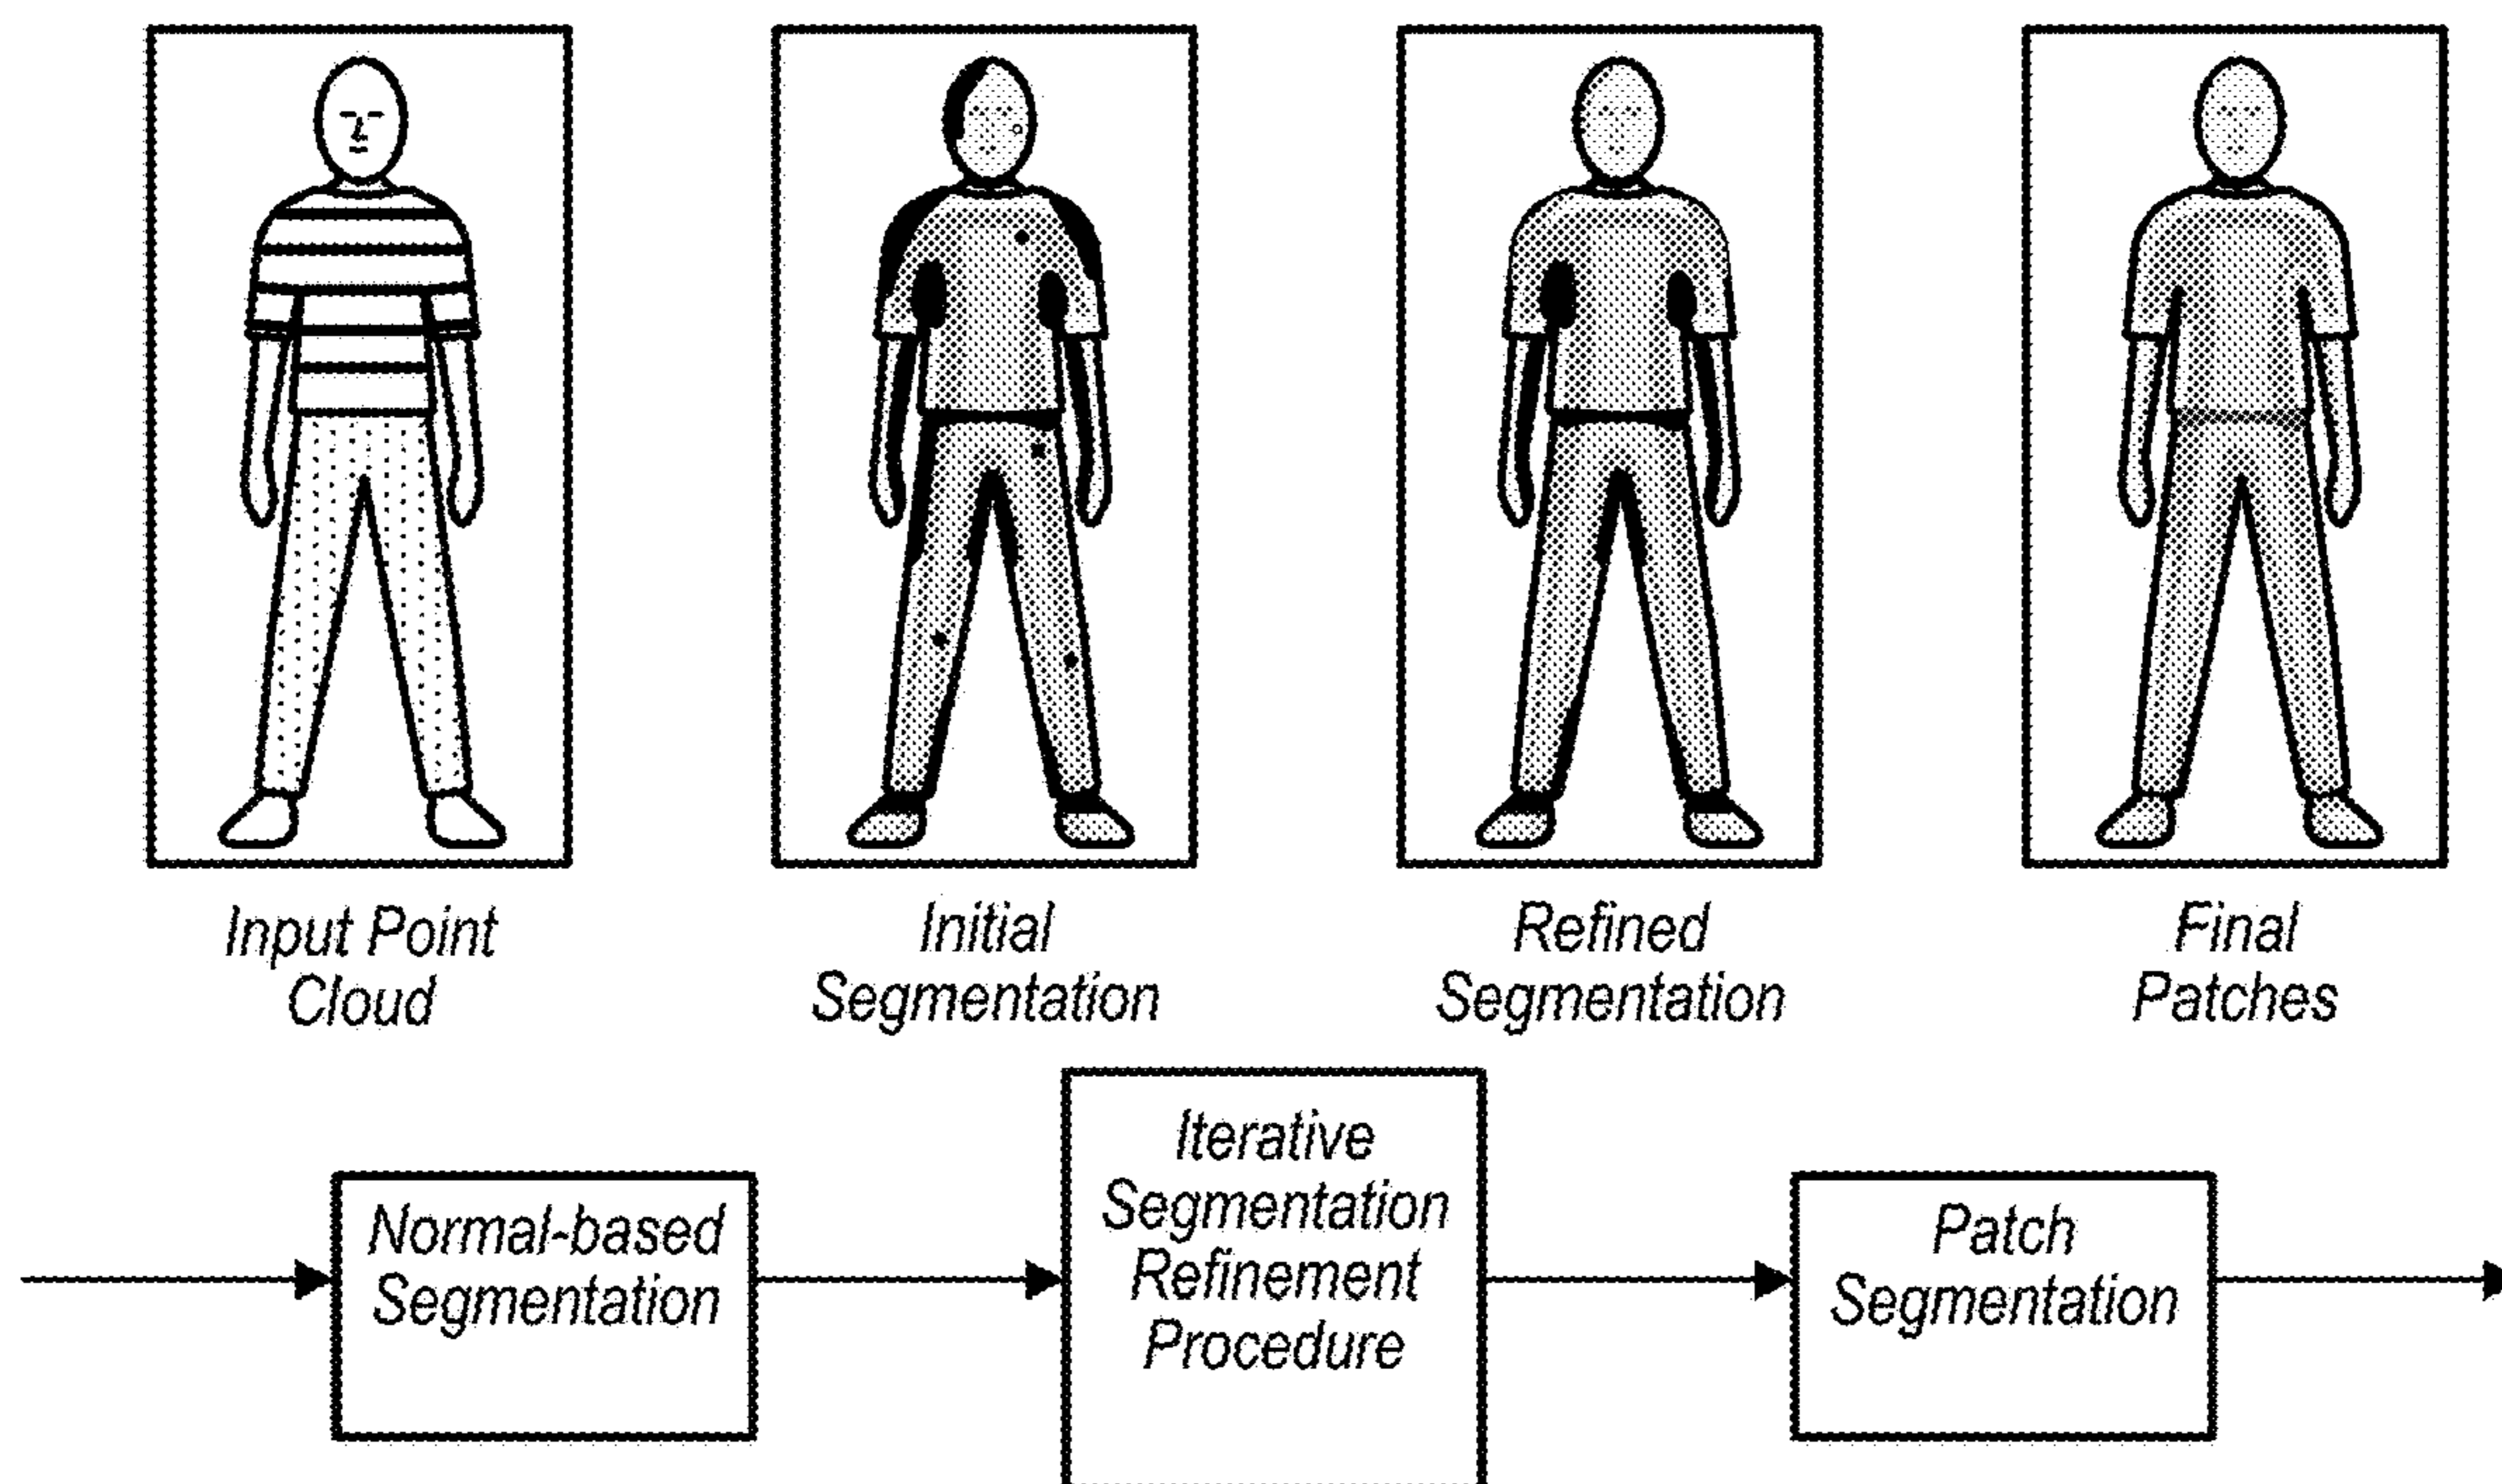 Input Point
Cloud
Initial
Segmentation
Refined
Segmentation
Final
Patches
Normal-based
Segmentation
Iterative
Segmentation
Refinement
Procedure
Patch
Segmentation